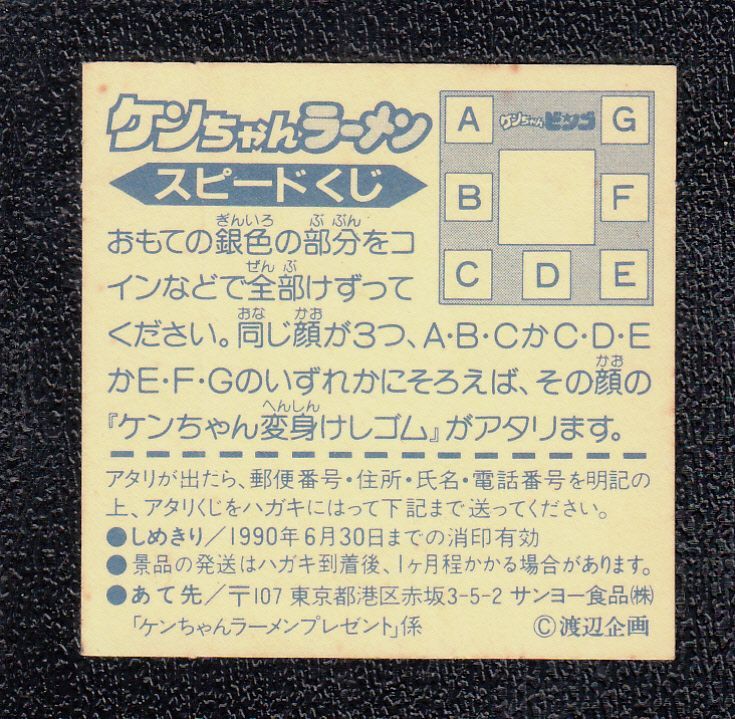 ケンちゃんラーメン
スピードくじ
A ケンちゃんビンゴ G
B F
C D E
おもての銀色の部分をコ
インなどで全部けずって
ください。同じ顔が3つ、A・B・CかC・D・E
かE・F・Gのいずれかにそろえば、その顔の
『ケンちゃん変身けしゴム』がアタリます。
アタリが出たら、郵便番号・住所・氏名・電話番号を明記の
上、アタリくじをハガキにはって下記まで送ってください。
●しめきり/1990年6月30日までの消印有効
●景品の発送はハガキ到着後、1ヶ月程かかる場合があります。
●あて先/〒107 東京都港区赤坂3-5-2 サンヨー食品㈱
「ケンちゃんラーメンプレゼント」係 ©渡辺企画